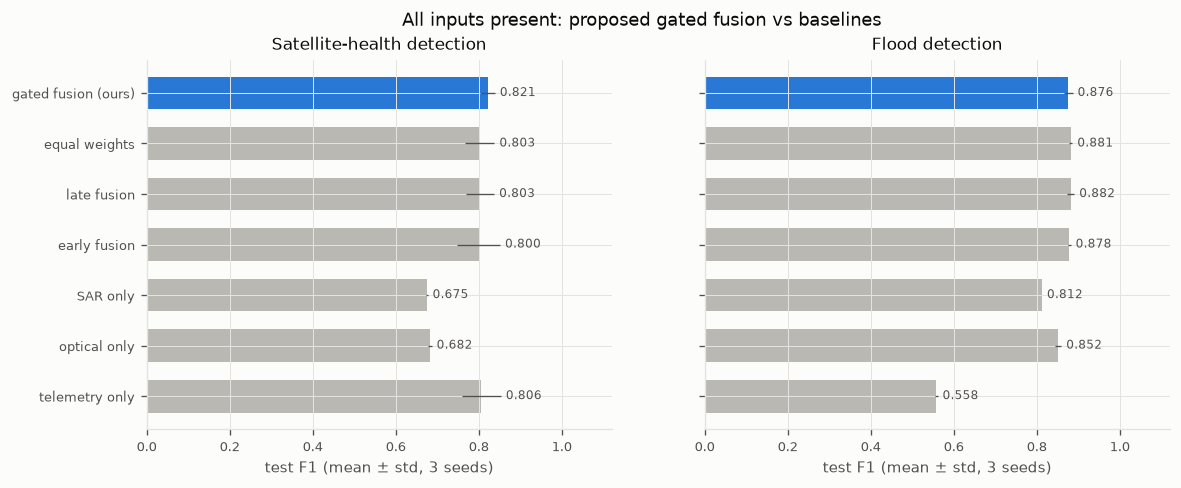 All inputs present: proposed gated fusion vs baselines
Satellite-health detection
gated fusion (ours)
0.821
equal weights
0.803
late fusion
0.803
early fusion
0.800
SAR only
0.675
optical only
0.682
telemetry only
0.806
0.0 0.2 0.4 0.6 0.8 1.0
test F1 (mean ± std, 3 seeds)
Flood detection
0.876
0.881
0.882
0.878
0.812
0.852
0.558
0.0 0.2 0.4 0.6 0.8 1.0
test F1 (mean ± std, 3 seeds)